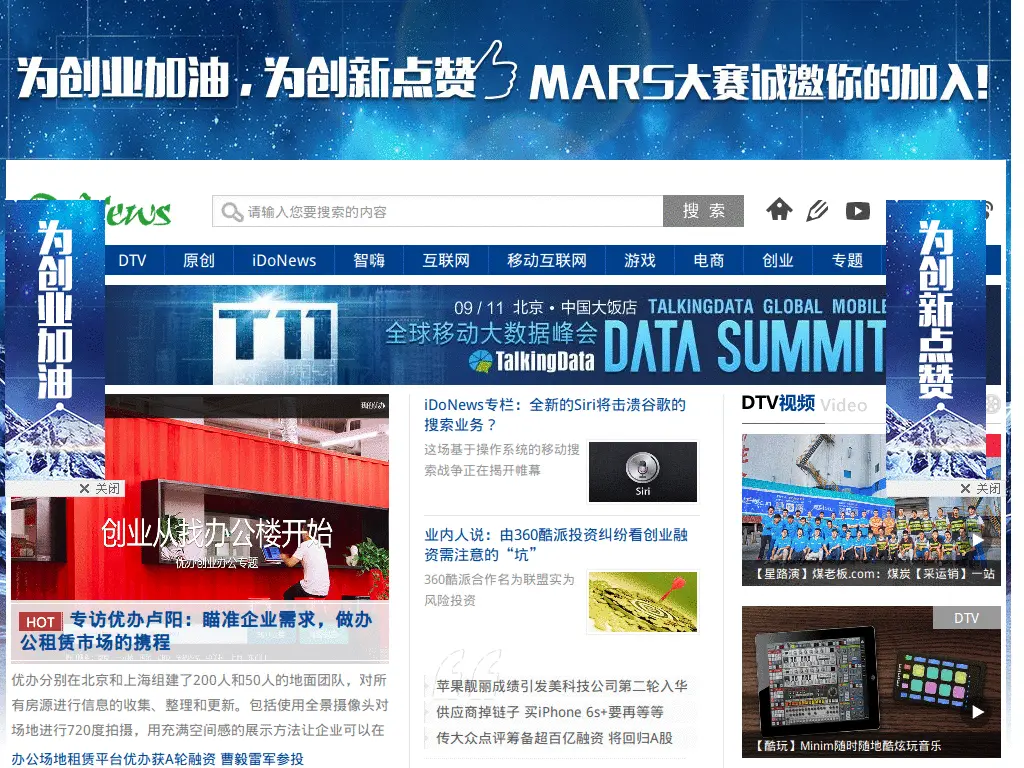 为创业加油,为创新点赞 MARS大赛诚邀你的加入!
News
请输入您要搜索的内容
搜 索
DTV 原创 iDoNews 智嗨 互联网 移动互联网 游戏 电商 创业 专题
为创业加油
✕ 关闭
为创新点赞
✕ 关闭
T11
09 / 11 北京 • 中国大饭店 TALKINGDATA GLOBAL MOBILE
全球移动大数据峰会 DATA SUMMIT
TalkingData
创业从找办公楼开始
优办创业办公专题
HOT 专访优办卢阳：瞄准企业需求，做办
公租赁市场的携程
优办分别在北京和上海组建了200人和50人的地面团队，对所
有房源进行信息的收集、整理和更新。包括使用全景摄像头对
场地进行720度拍摄，用充满空间感的展示方法让企业可以在
办公场地租赁平台优办获A轮融资 曹毅雷军参投
iDoNews专栏：全新的Siri将击溃谷歌的
搜索业务？
这场基于操作系统的移动搜
索战争正在揭开帷幕
Siri
业内人说：由360酷派投资纠纷看创业融
资需注意的“坑”
360酷派合作名为联盟实为
风险投资
苹果靓丽成绩引发美科技公司第二轮入华
供应商掉链子 买iPhone 6s+要再等等
传大众点评筹备超百亿融资 将回归A股
DTV视频 Video
【星路演】煤老板.com：煤炭【采运销】一站
DTV
【酷玩】Minim随时随地酷炫玩音乐